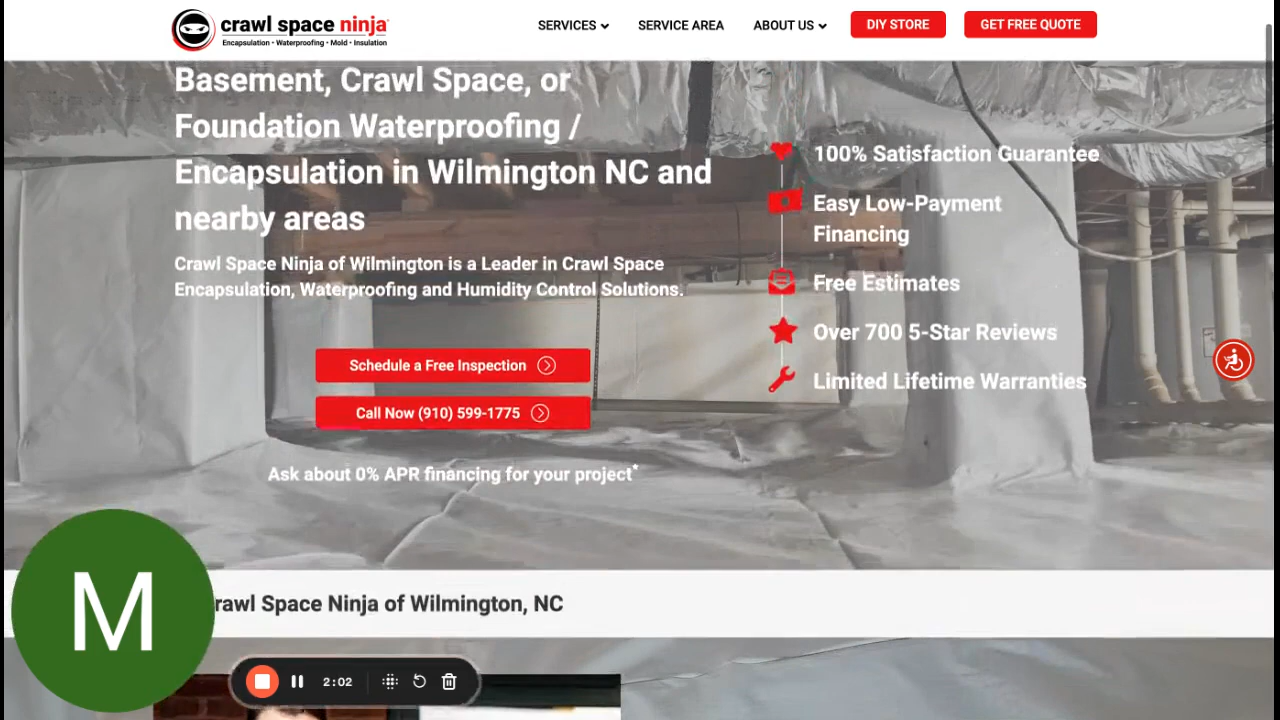 crawl space ninja
Encapsulation • Waterproofing • Mold • Insulation
SERVICES
SERVICE AREA
ABOUT US
DIY STORE
GET FREE QUOTE
Basement, Crawl Space, or
Foundation Waterproofing /
Encapsulation in Wilmington NC and
nearby areas
Crawl Space Ninja of Wilmington is a Leader in Crawl Space
Encapsulation, Waterproofing and Humidity Control Solutions.
Schedule a Free Inspection
Call Now (910) 599-1775
Ask about 0% APR financing for your project*
100% Satisfaction Guarantee
Easy Low-Payment
Financing
Free Estimates
Over 700 5-Star Reviews
Limited Lifetime Warranties
rawl Space Ninja of Wilmington, NC
M
2:02